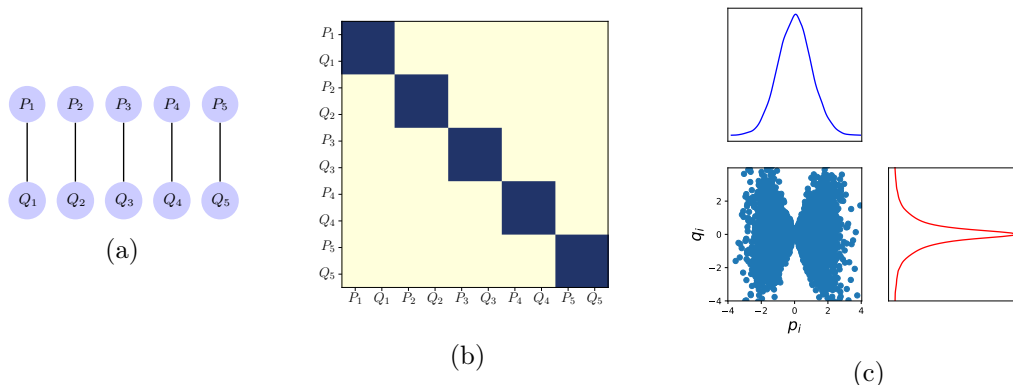 P₁ P₂ P₃ P₄ P₅
Q₁ Q₂ Q₃ Q₄ Q₅
(a)
P₁
Q₁
P₂
Q₂
P₃
Q₃
P₄
Q₄
P₅
Q₅
P₁ Q₁ P₂ Q₂ P₃ Q₃ P₄ Q₄ P₅ Q₅
(b)
qᵢ
2
0
−2
−4
−4 −2 0 2 4
pᵢ
(c)